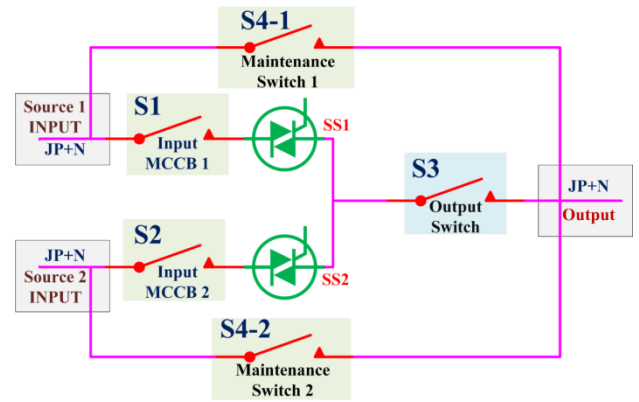 S4-1
Maintenance
Switch 1
Source 1
INPUT
JP+N
S1
Input
MCCB 1
SS1
S3
Output
Switch
JP+N
Output
JP+N
Source 2
INPUT
S2
Input
MCCB 2
SS2
S4-2
Maintenance
Switch 2